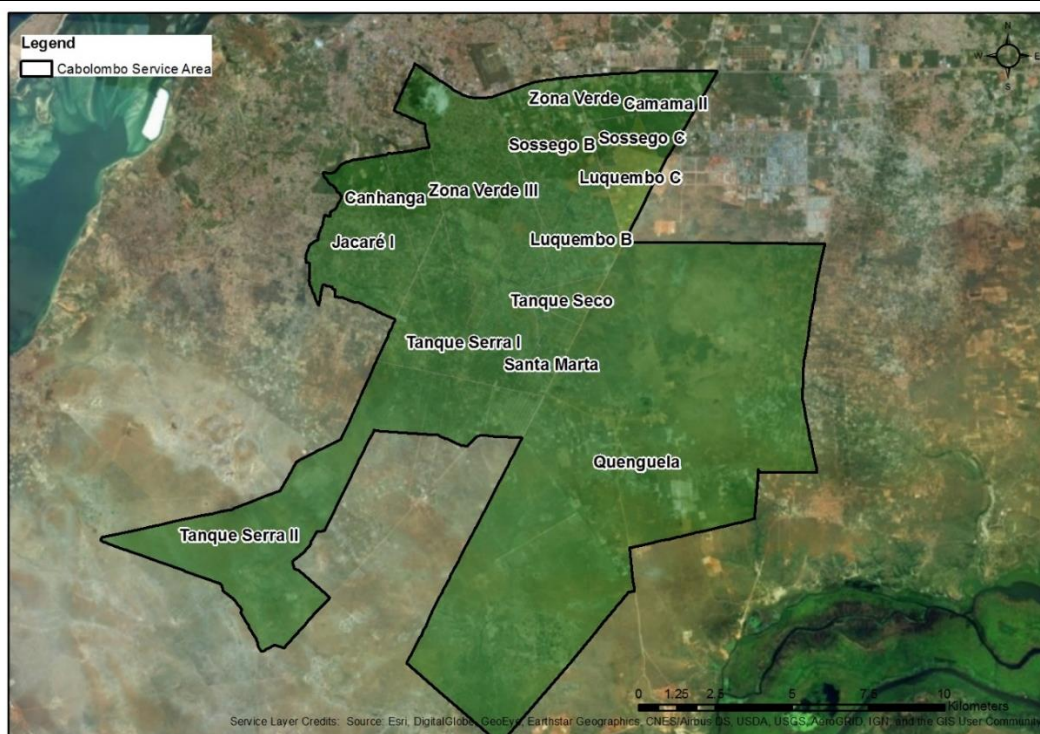 Legend
Cabolombo Service Area
N
W
E
S
Zona Verde
Camama II
Sossego B
Sossego C
Luquembo C
Canhanga
Zona Verde III
Jacaré I
Luquembo B
Tanque Seco
Tanque Serra I
Santa Marta
Quenguela
Tanque Serra II
0 1.25 2.5 5 7.5 10
Kilometers
Service Layer Credits: Source: Esri, DigitalGlobe, GeoEye, Earthstar Geographics, CNES/Airbus DS, USDA, USGS, AeroGRID, IGN, and the GIS User Community